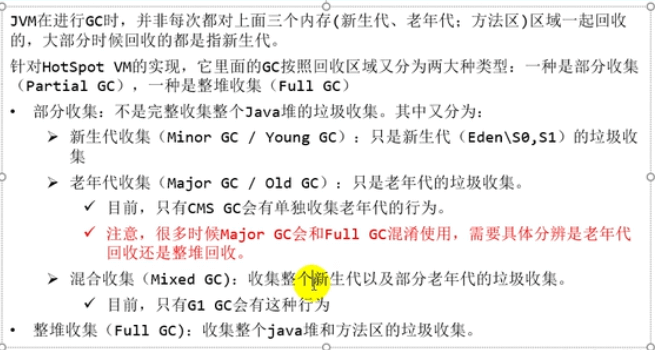 JVM在进行GC时，并非每次都对上面三个内存(新生代、老年代；方法区)区域一起回收
的，大部分时候回收的都是指新生代。
针对HotSpot VM的实现，它里面的GC按照回收区域又分为两大种类型：一种是部分收集
（Partial GC），一种是整堆收集（Full GC）
• 部分收集：不是完整收集整个Java堆的垃圾收集。其中又分为：
➢ 新生代收集（Minor GC / Young GC）：只是新生代（Eden\S0,S1）的垃圾收
集
➢ 老年代收集（Major GC / Old GC）：只是老年代的垃圾收集。
✓ 目前，只有CMS GC会有单独收集老年代的行为。
✓ 注意，很多时候Major GC会和Full GC混淆使用，需要具体分辨是老年代
回收还是整堆回收。
➢ 混合收集（Mixed GC）：收集整个新生代以及部分老年代的垃圾收集。
✓ 目前，只有G1 GC会有这种行为
• 整堆收集（Full GC）：收集整个java堆和方法区的垃圾收集。